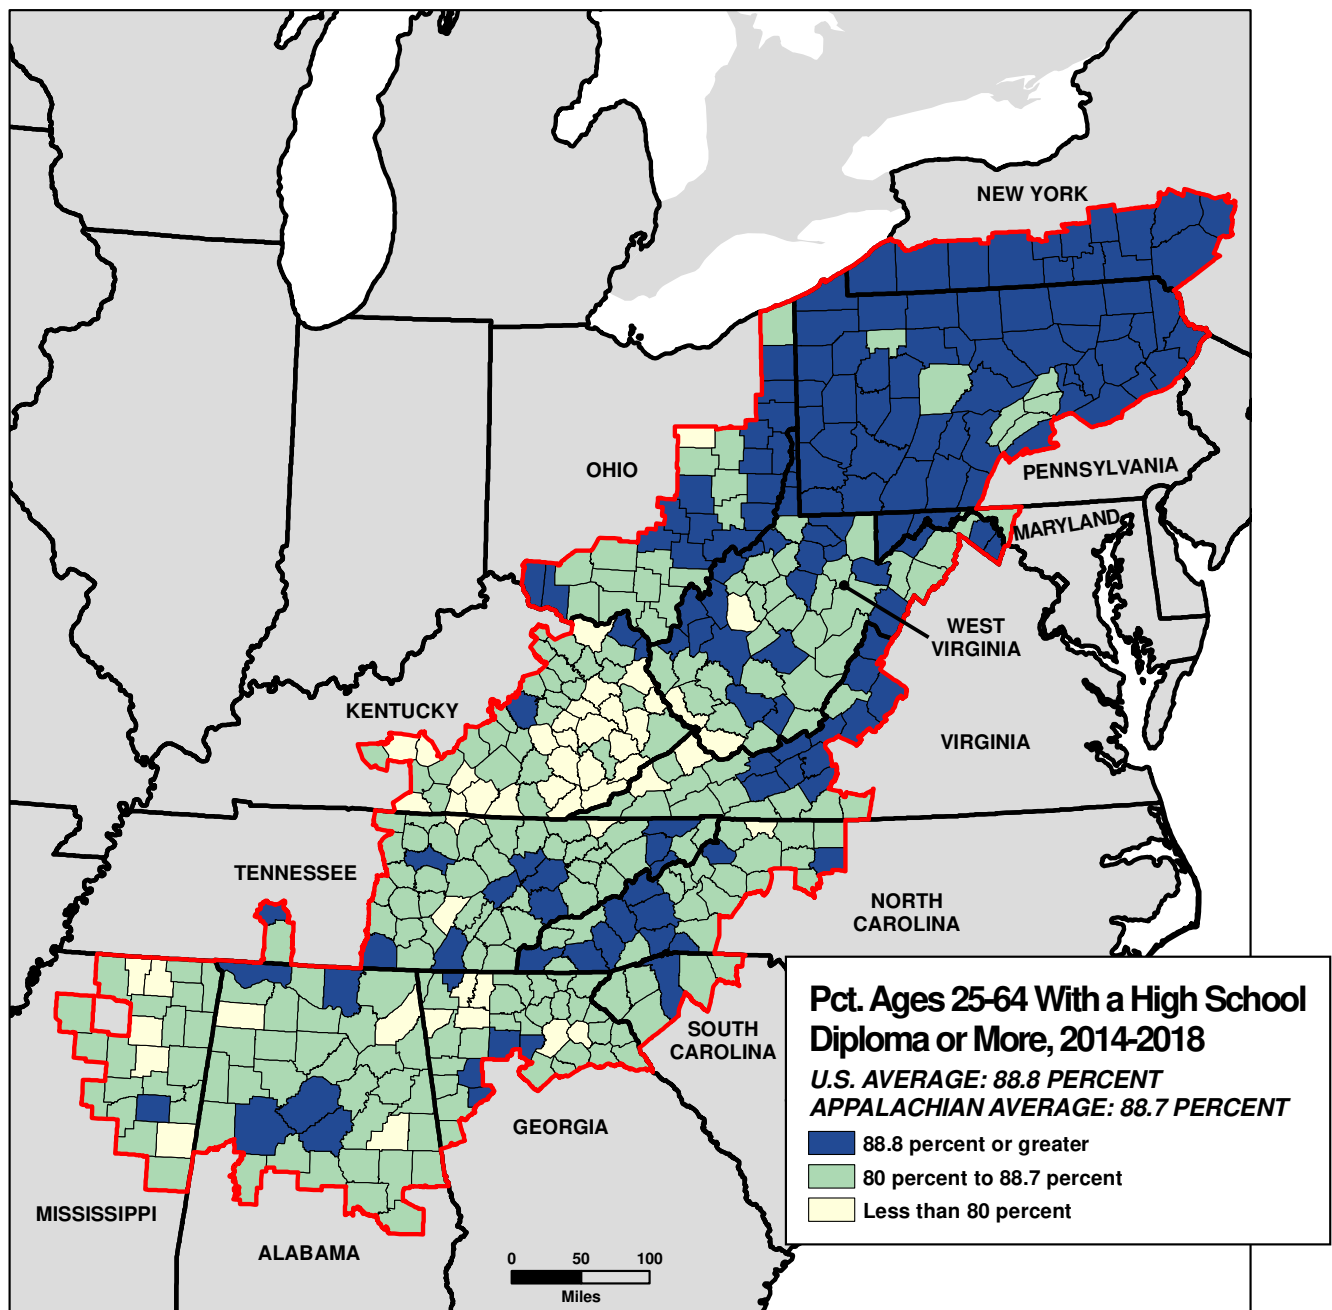 NEW YORK
OHIO
PENNSYLVANIA
MARYLAND
WEST
VIRGINIA
KENTUCKY
VIRGINIA
TENNESSEE
NORTH
CAROLINA
Pct. Ages 25-64 With a High School
Diploma or More, 2014-2018
U.S. AVERAGE: 88.8 PERCENT
APPALACHIAN AVERAGE: 88.7 PERCENT
88.8 percent or greater
80 percent to 88.7 percent
Less than 80 percent
SOUTH
CAROLINA
GEORGIA
MISSISSIPPI
ALABAMA
0 50 100
Miles